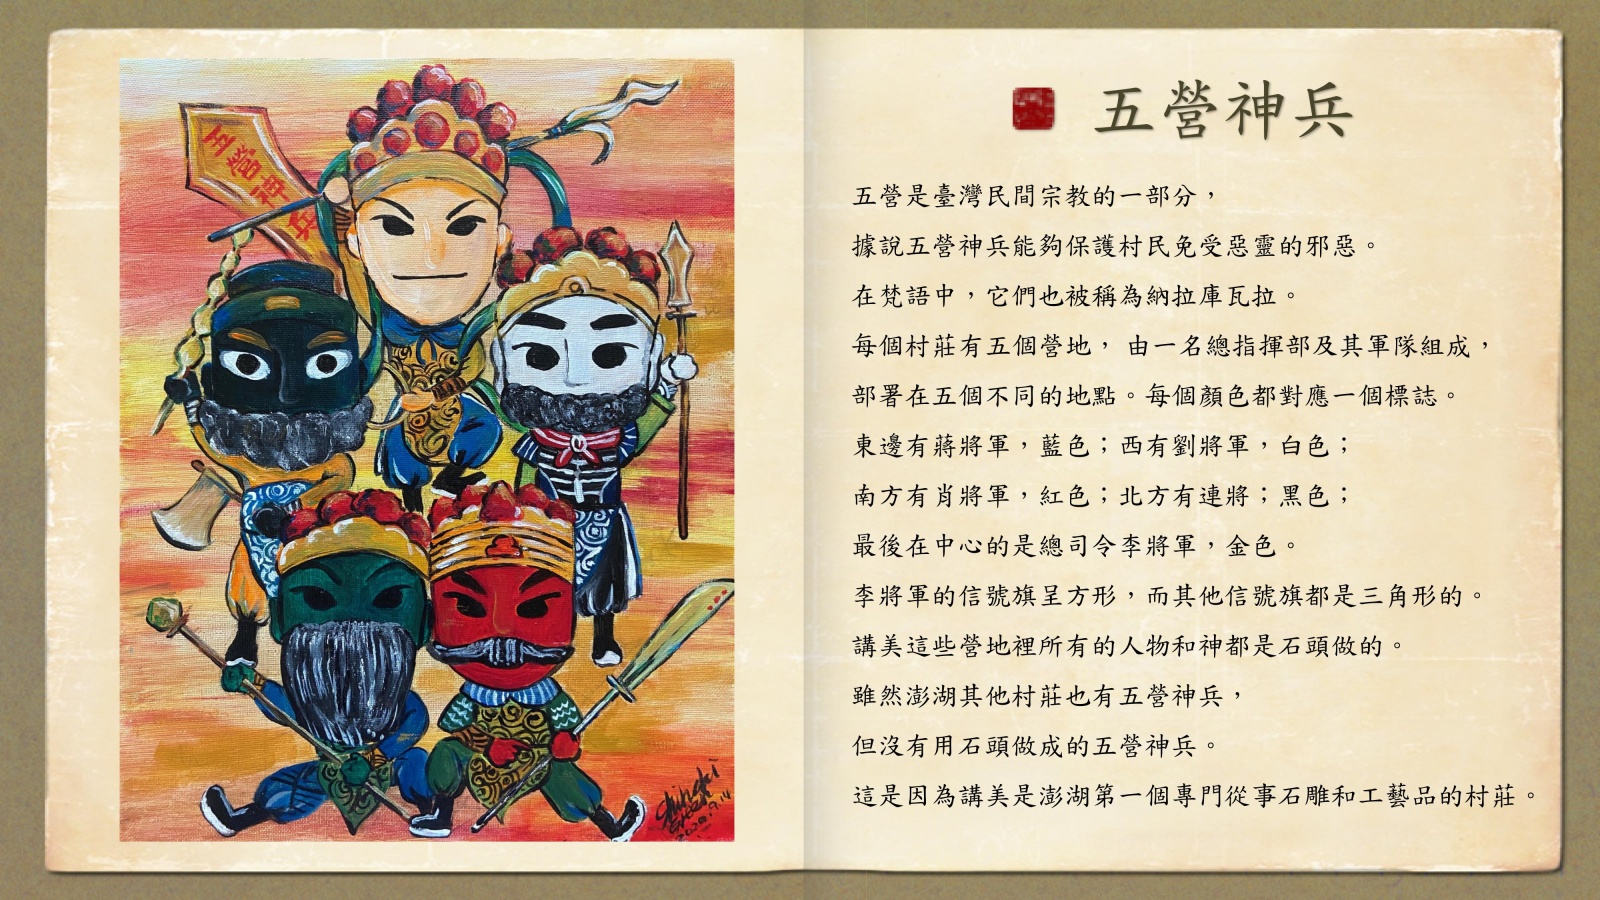 五營神兵
五營神兵
五營是臺灣民間宗教的一部分，
據說五營神兵能夠保護村民免受惡靈的邪惡。
在梵語中，它們也被稱為納拉庫瓦拉。
每個村莊有五個營地， 由一名總指揮部及其軍隊組成，
部署在五個不同的地點。每個顏色都對應一個標誌。
東邊有蔣將軍，藍色；西有劉將軍，白色；
南方有肖將軍，紅色；北方有連將；黑色；
最後在中心的是總司令李將軍，金色。
李將軍的信號旗呈方形，而其他信號旗都是三角形的。
講美這些營地裡所有的人物和神都是石頭做的。
雖然澎湖其他村莊也有五營神兵，
但沒有用石頭做成的五營神兵。
這是因為講美是澎湖第一個專門從事石雕和工藝品的村莊。